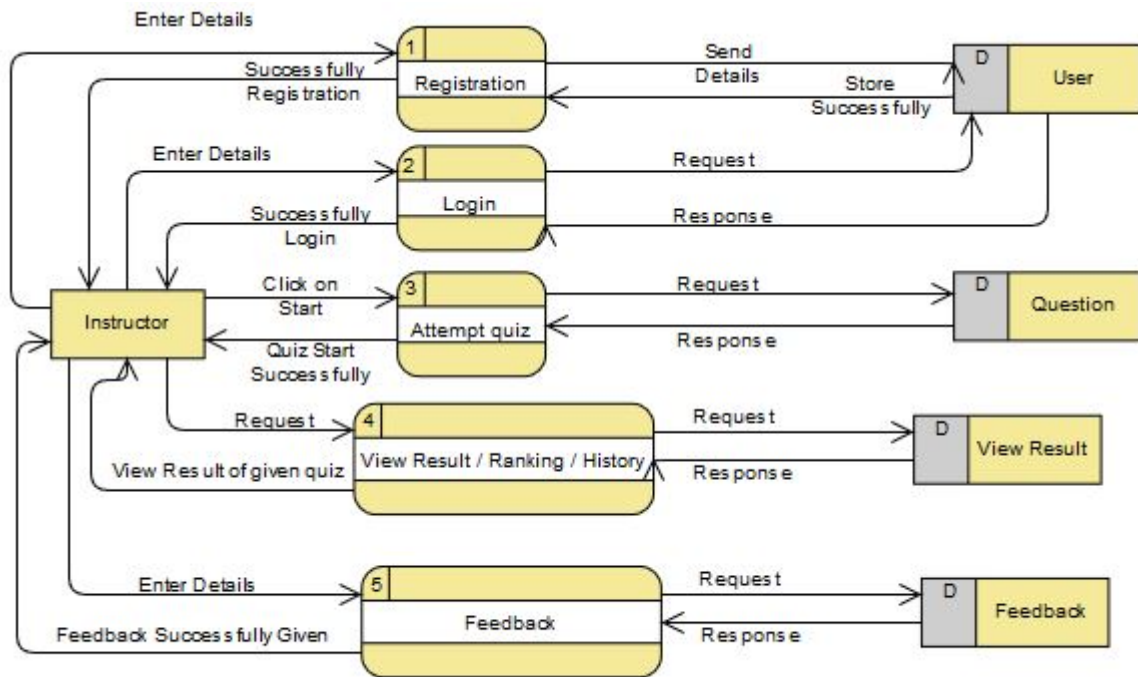 Enter Details
1
Registration
Successfully
Registration
Send
Details
Store
Successfully
D
User
Enter Details
2
Login
Successfully
Login
Request
Response
Instructor
Click on
Start
3
Attempt quiz
Quiz Start
Successfully
Request
Response
D
Question
Request
4
View Result / Ranking / History
View Result of given quiz
Request
Response
D
View Result
Enter Details
5
Feedback
Feedback Successfully Given
Request
Response
D
Feedback